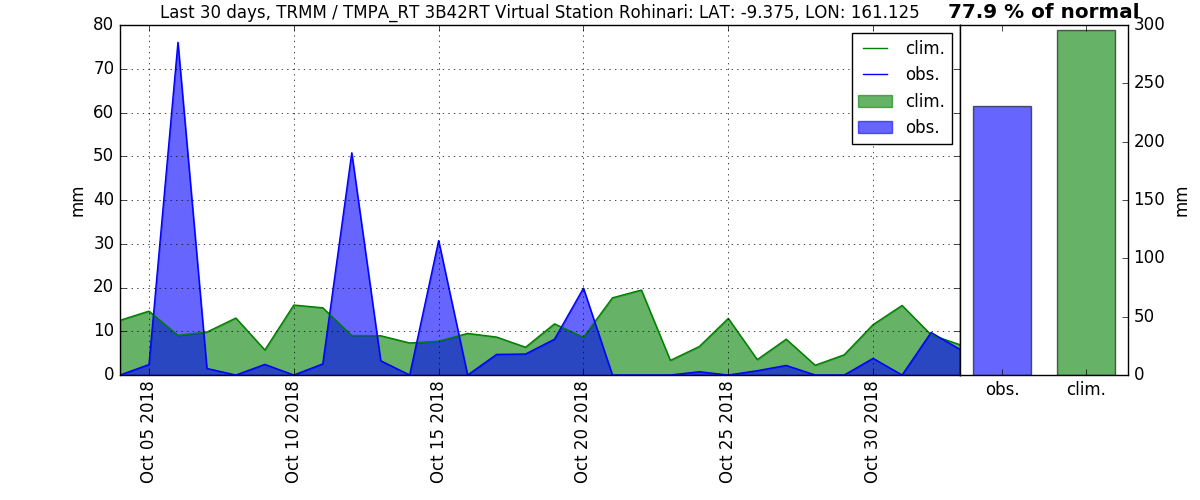 Last 30 days, TRMM / TMPA_RT 3B42RT Virtual Station Rohinari: LAT: -9.375, LON: 161.125
77.9 % of normal
80
70
60
50
40
30
20
10
0
mm
clim.
obs.
clim.
obs.
Oct 05 2018
Oct 10 2018
Oct 15 2018
Oct 20 2018
Oct 25 2018
Oct 30 2018
300
250
200
150
100
50
0
mm
obs.
clim.